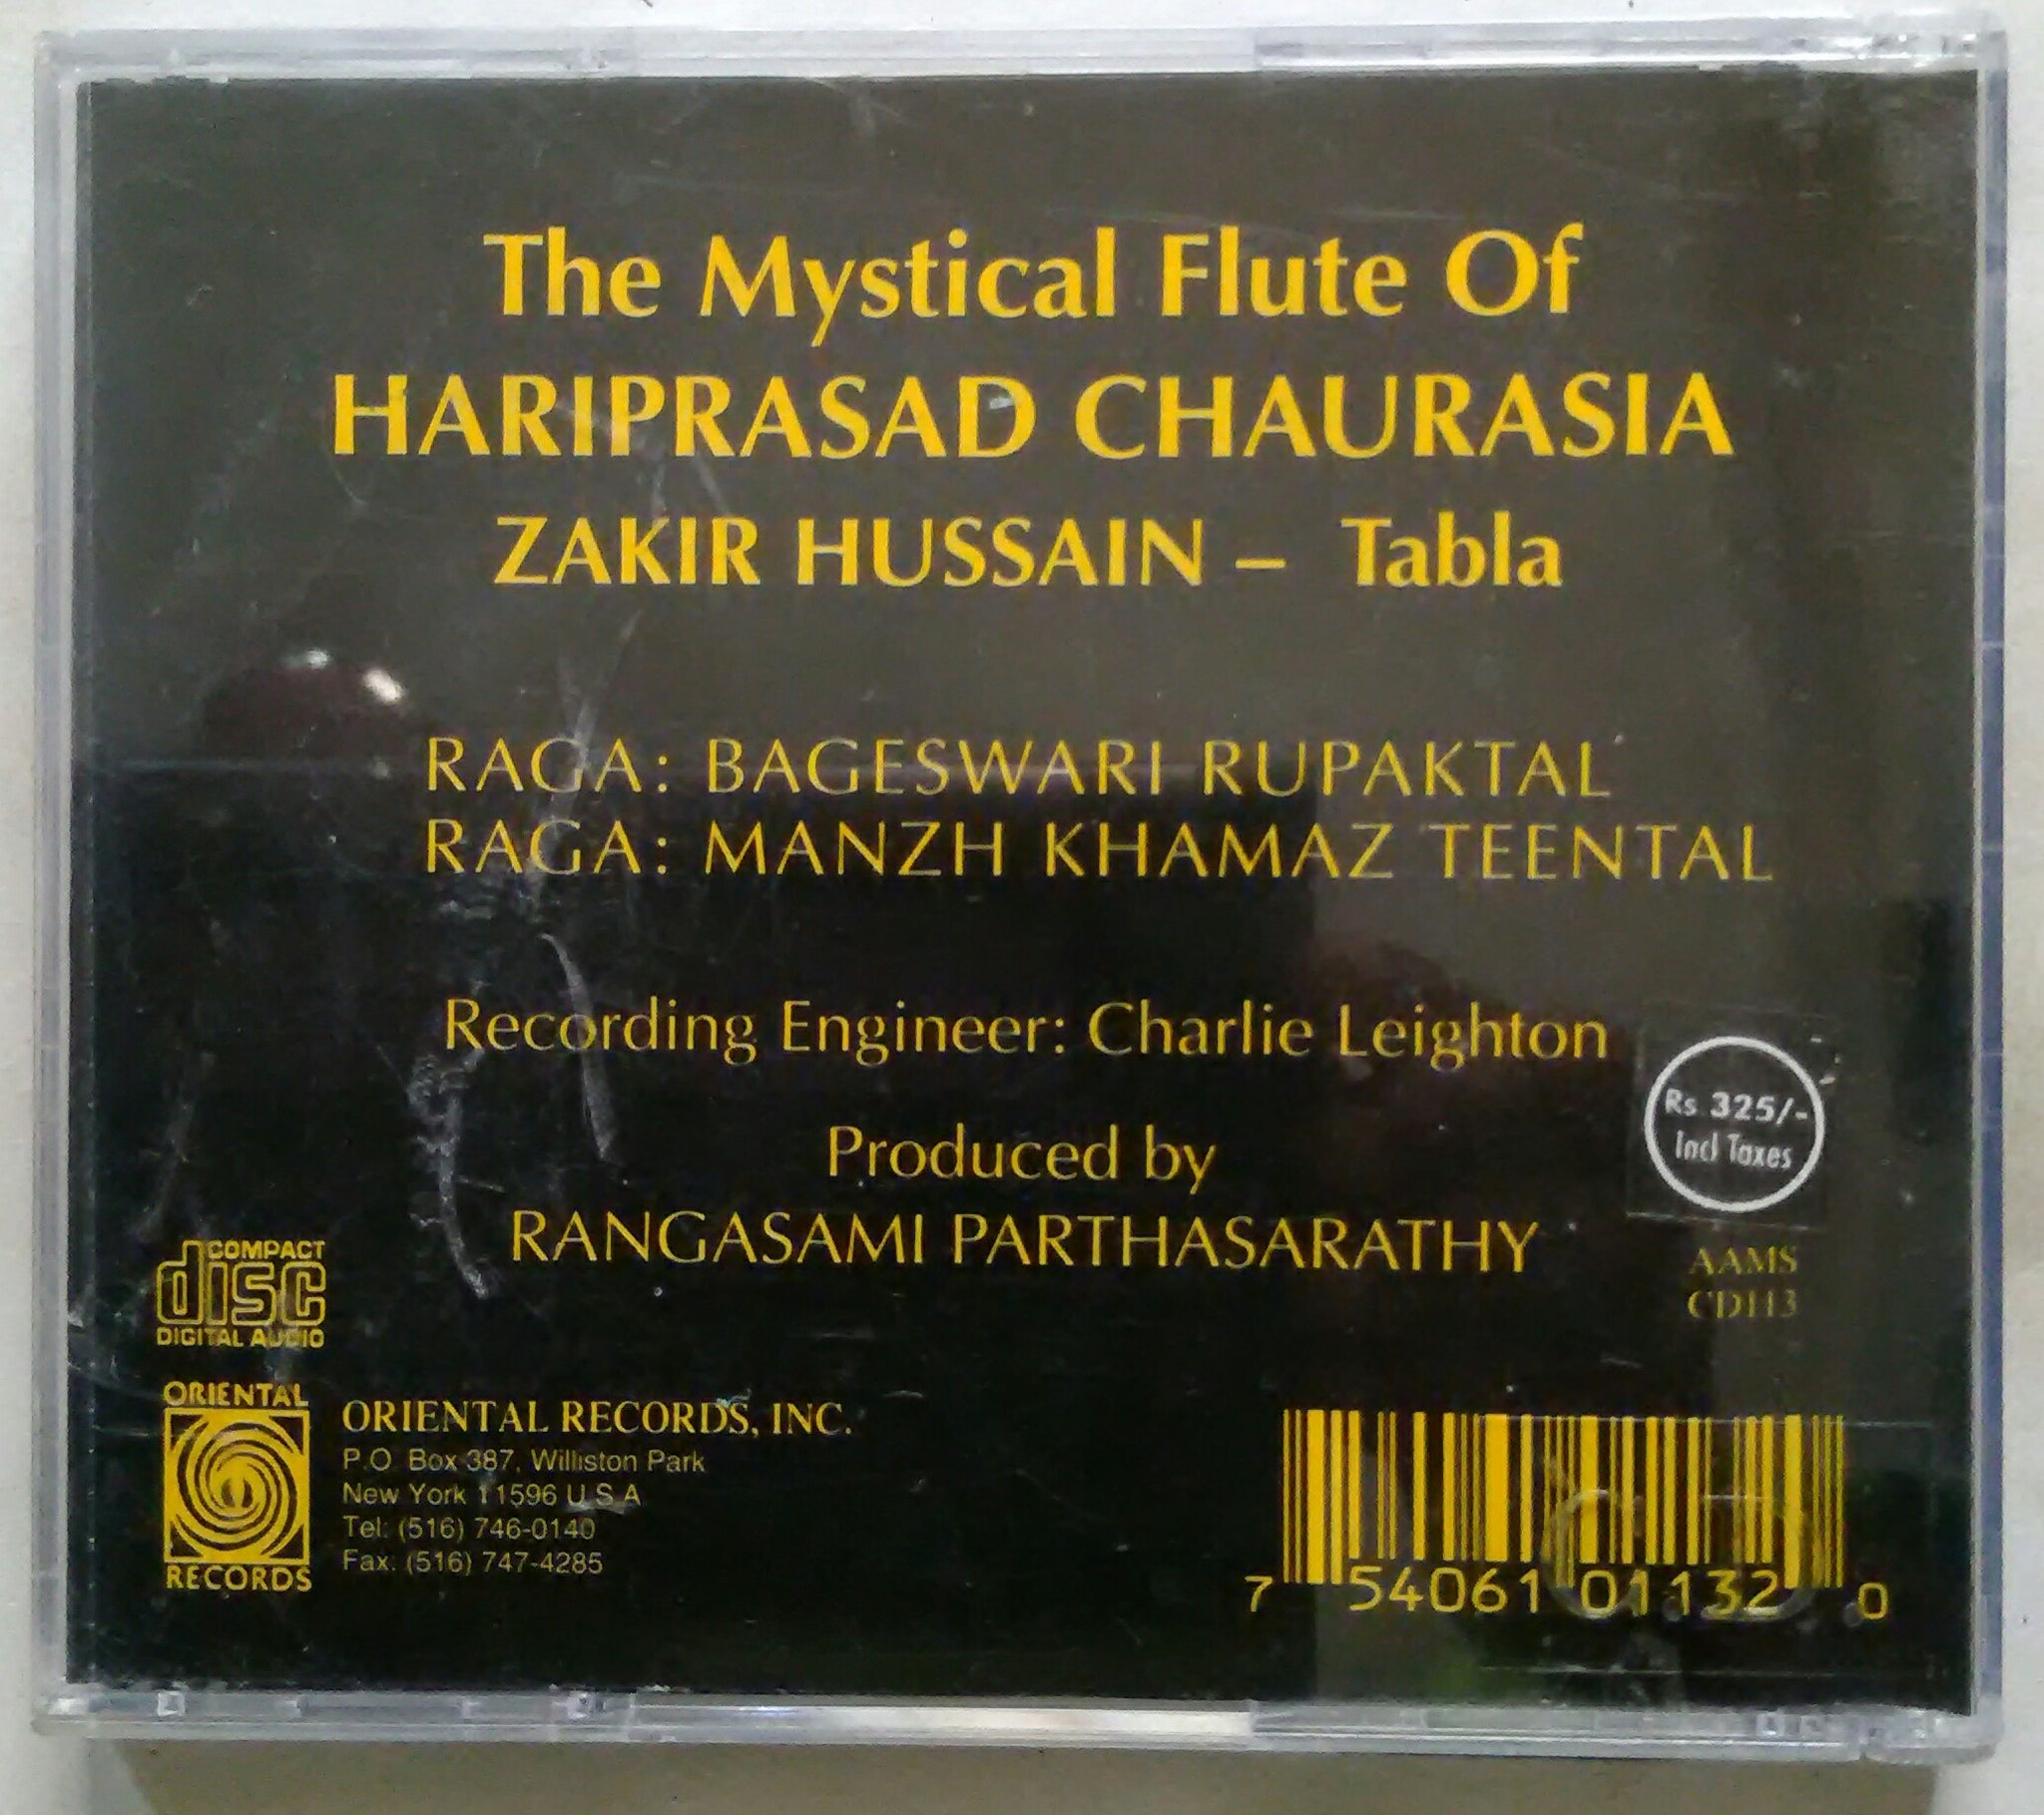 The Mystical Flute Of
HARIPRASAD CHAURASIA
ZAKIR HUSSAIN – Tabla
RAGA: BAGESWARI RUPAKTAL
RAGA: MANZH KHAMAZ TEENTAL
Recording Engineer: Charlie Leighton
Rs 325/-
Incl Taxes
Produced by
RANGASAMI PARTHASARATHY
AAMS
CD113
COMPACT
disc
DIGITAL AUDIO
ORIENTAL
RECORDS
ORIENTAL RECORDS, INC.
P.O. Box 387, Williston Park
New York 11596 U S A
Tel: (516) 746-0140
Fax: (516) 747-4285
7 54061 01132 0